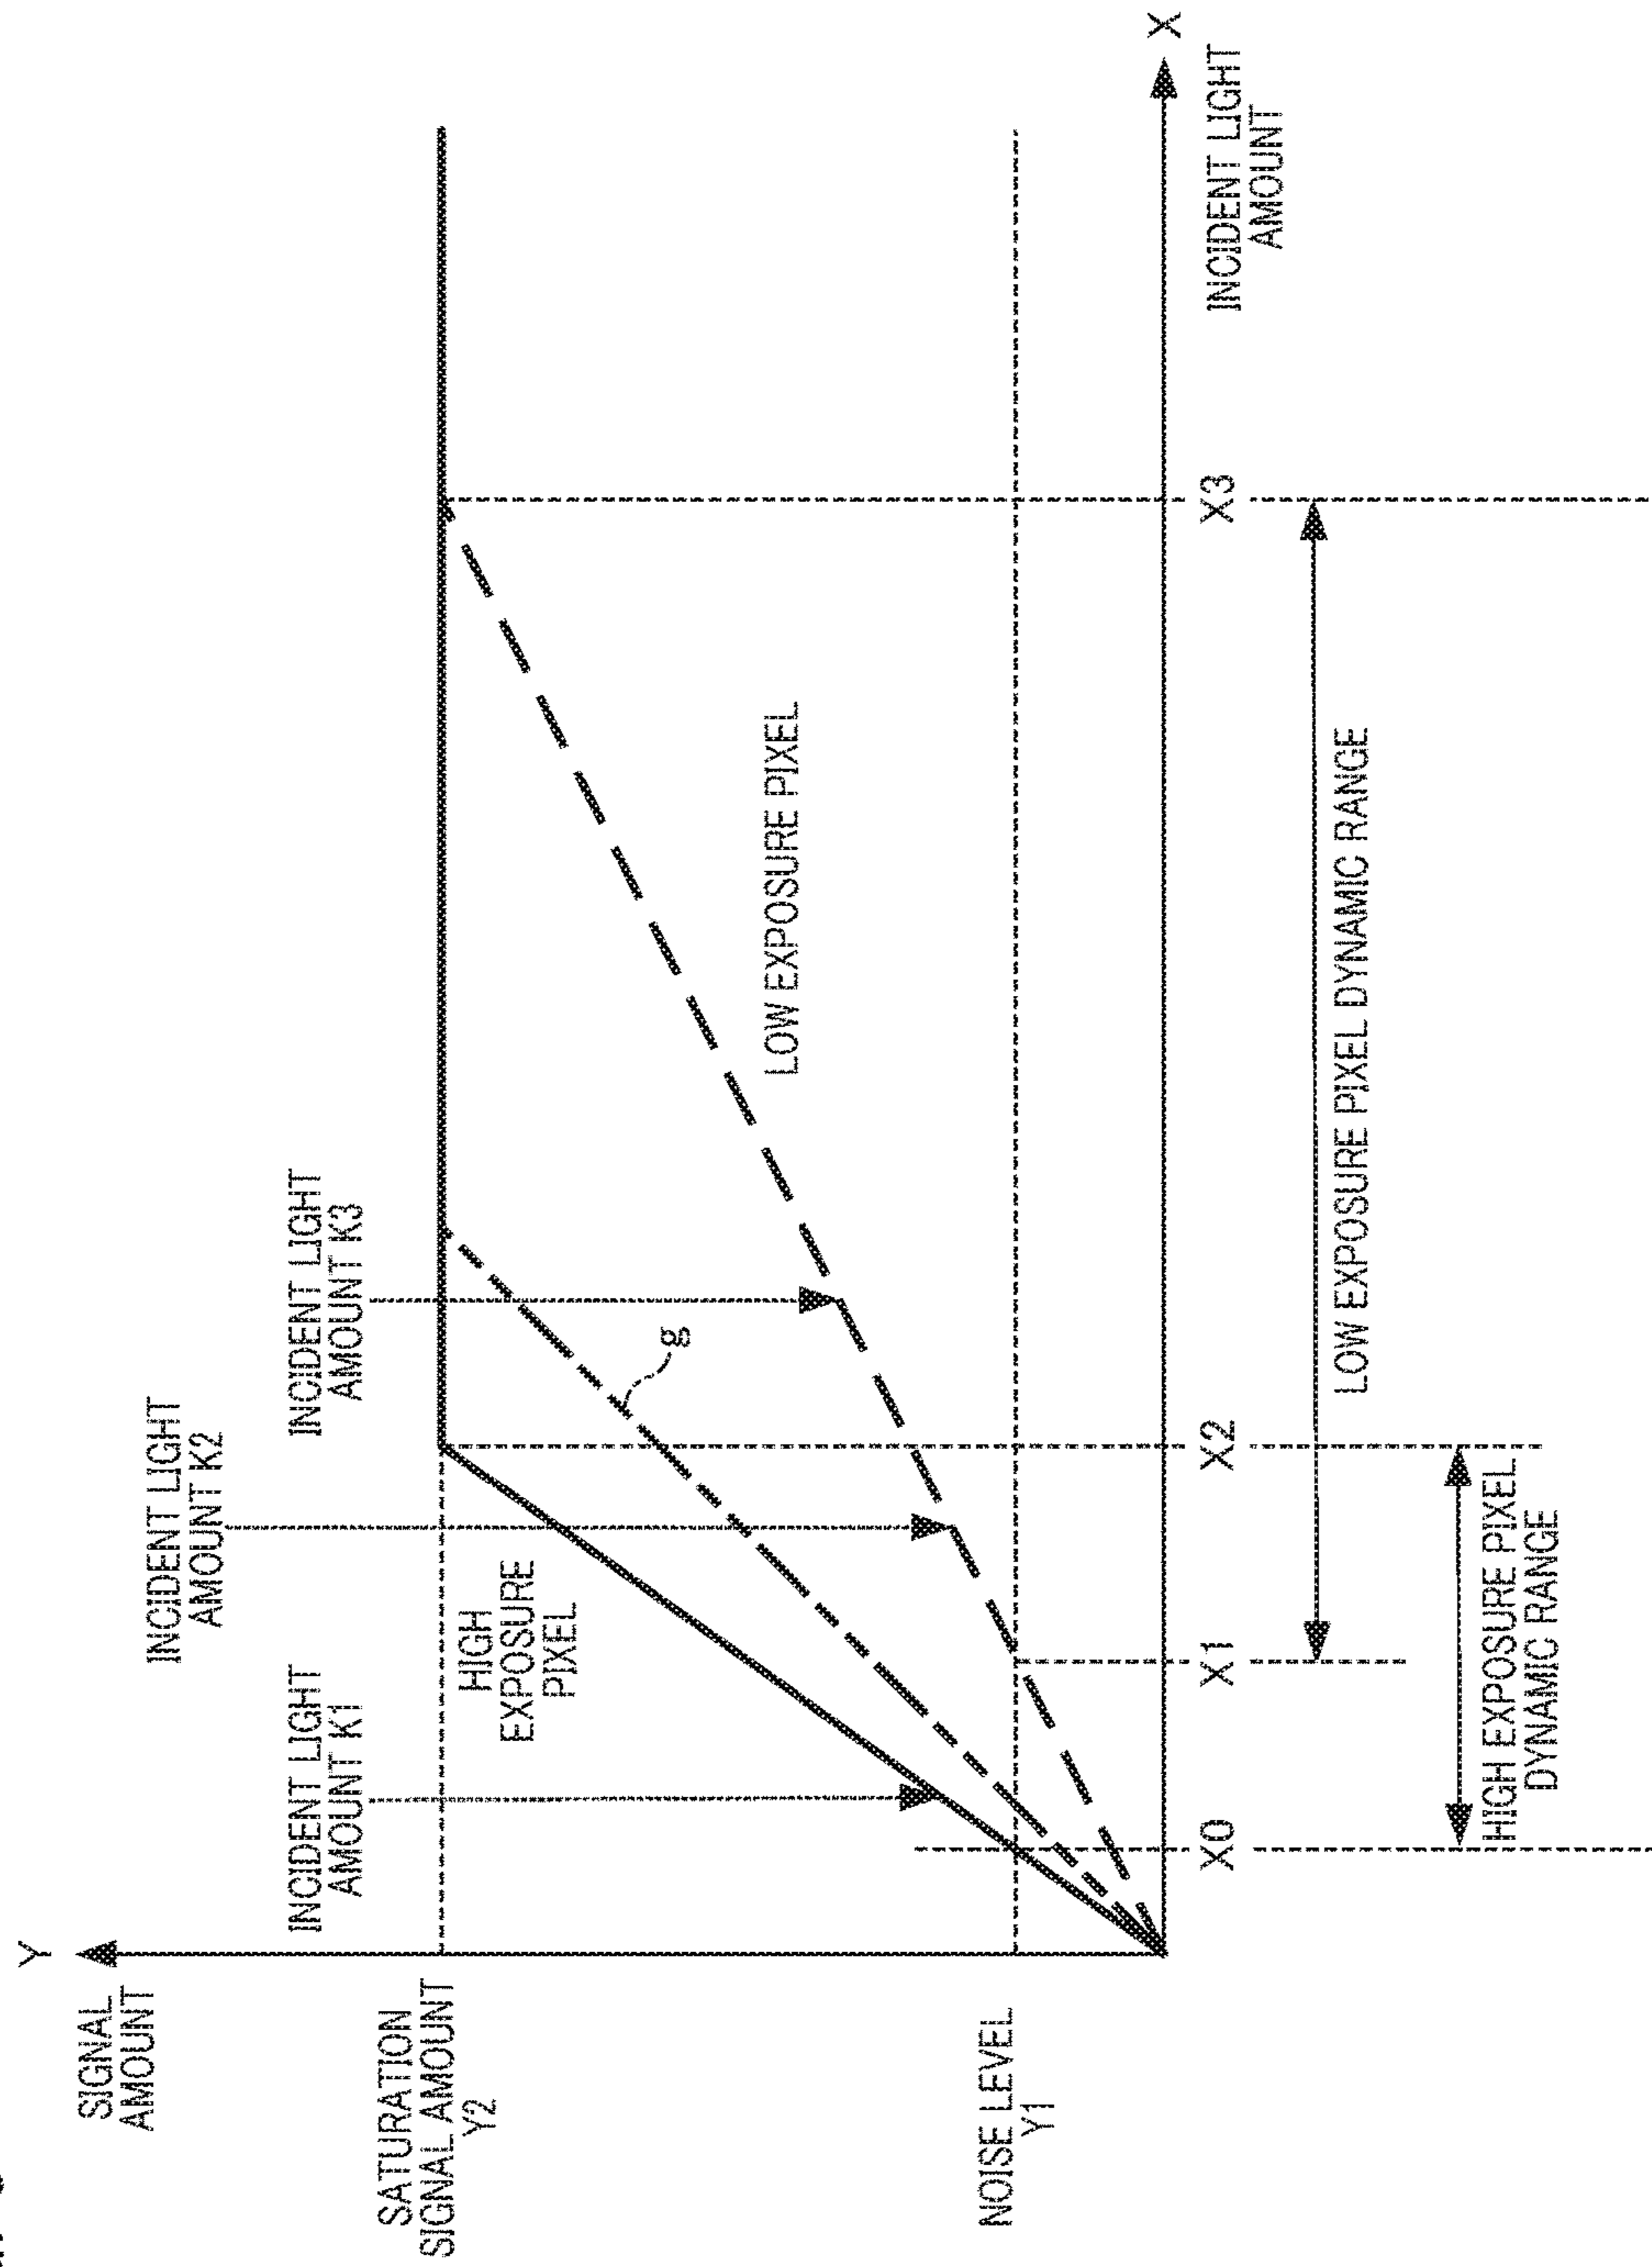 Y
SIGNAL
AMOUNT
INCIDENT LIGHT
AMOUNT K2
INCIDENT LIGHT
AMOUNT K1
INCIDENT LIGHT
AMOUNT K3
SATURATION
SIGNAL AMOUNT
Y2
HIGH
EXPOSURE
PIXEL
g
LOW EXPOSURE PIXEL
NOISE LEVEL
Y1
X
X0
X1
X2
X3
INCIDENT LIGHT
AMOUNT
LOW EXPOSURE PIXEL DYNAMIC RANGE
HIGH EXPOSURE PIXEL
DYNAMIC RANGE